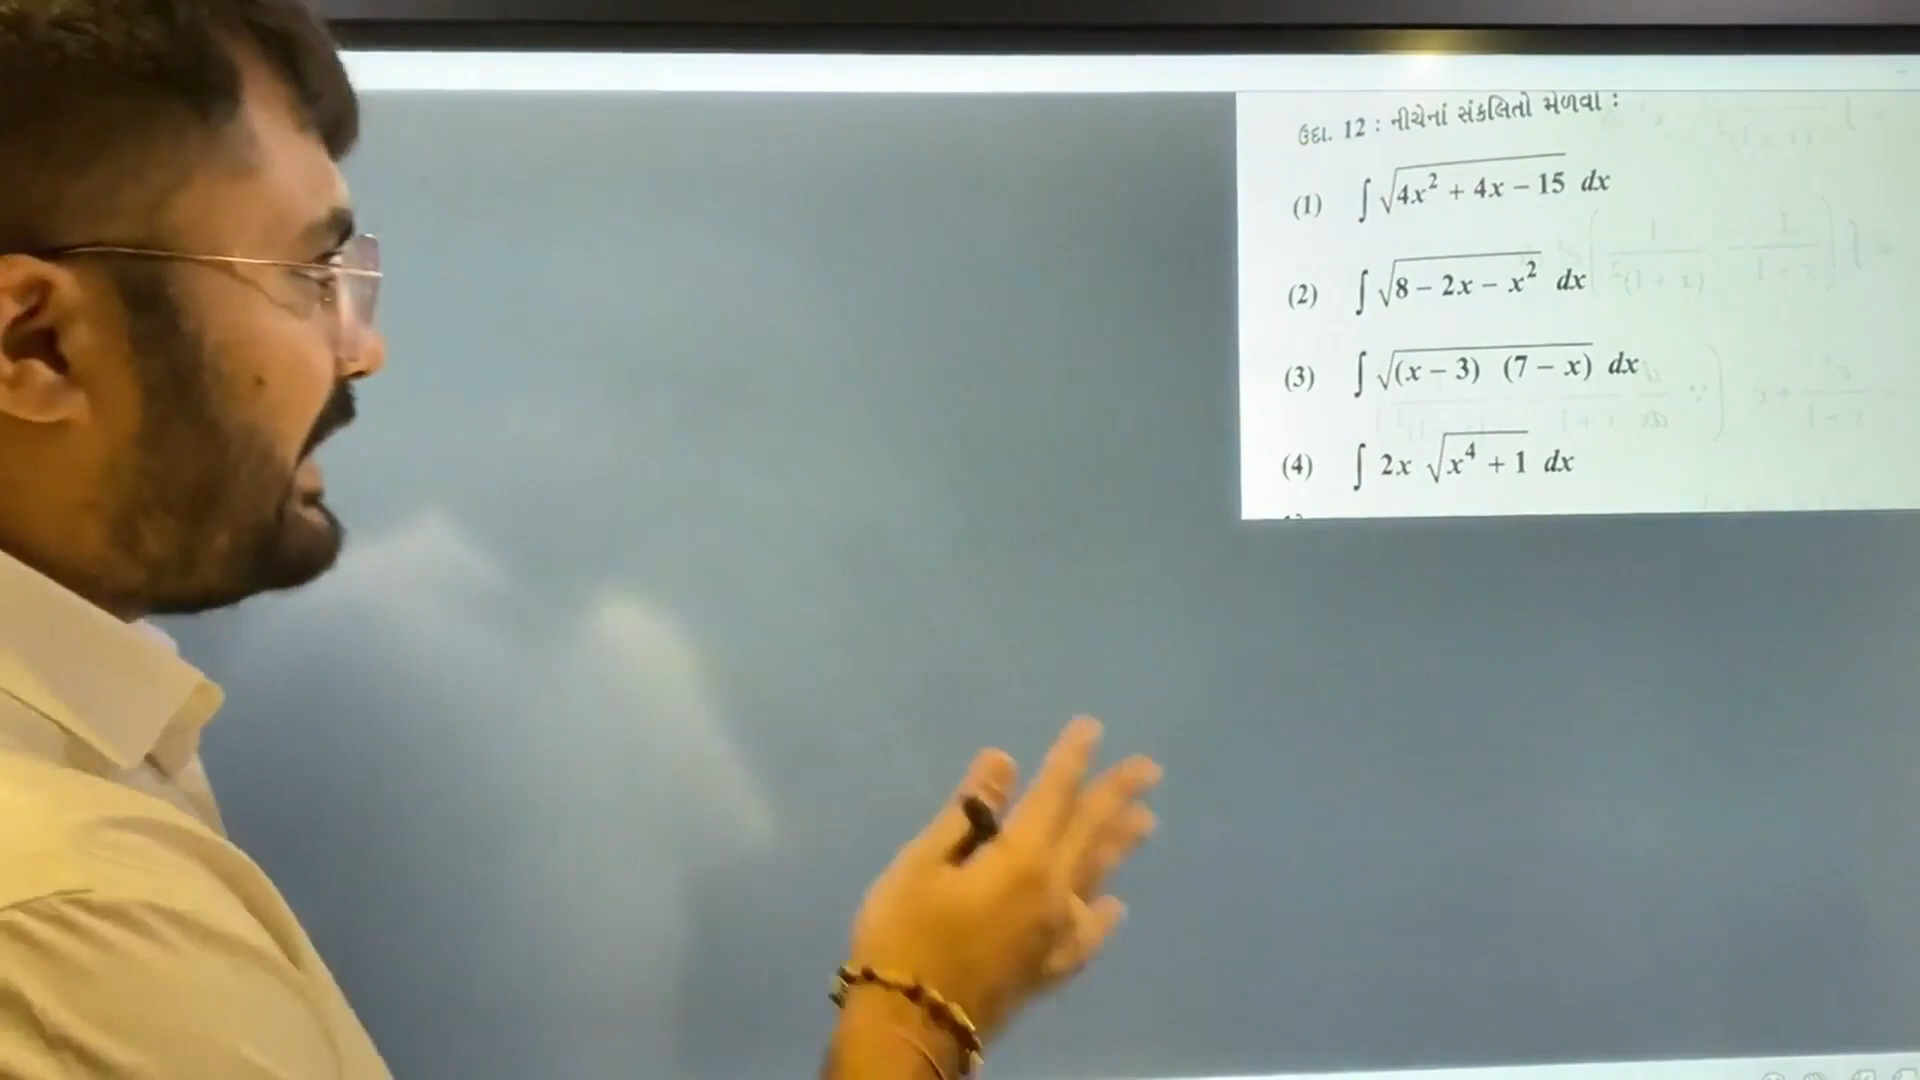 ઉદા. 12 : નીચેનાં સંકલિતો મેળવો :
(1) ∫ √(4x² + 4x – 15) dx
(2) ∫ √(8 – 2x – x²) dx
(3) ∫ √((x – 3) (7 – x)) dx
(4) ∫ 2x √(x⁴ + 1) dx